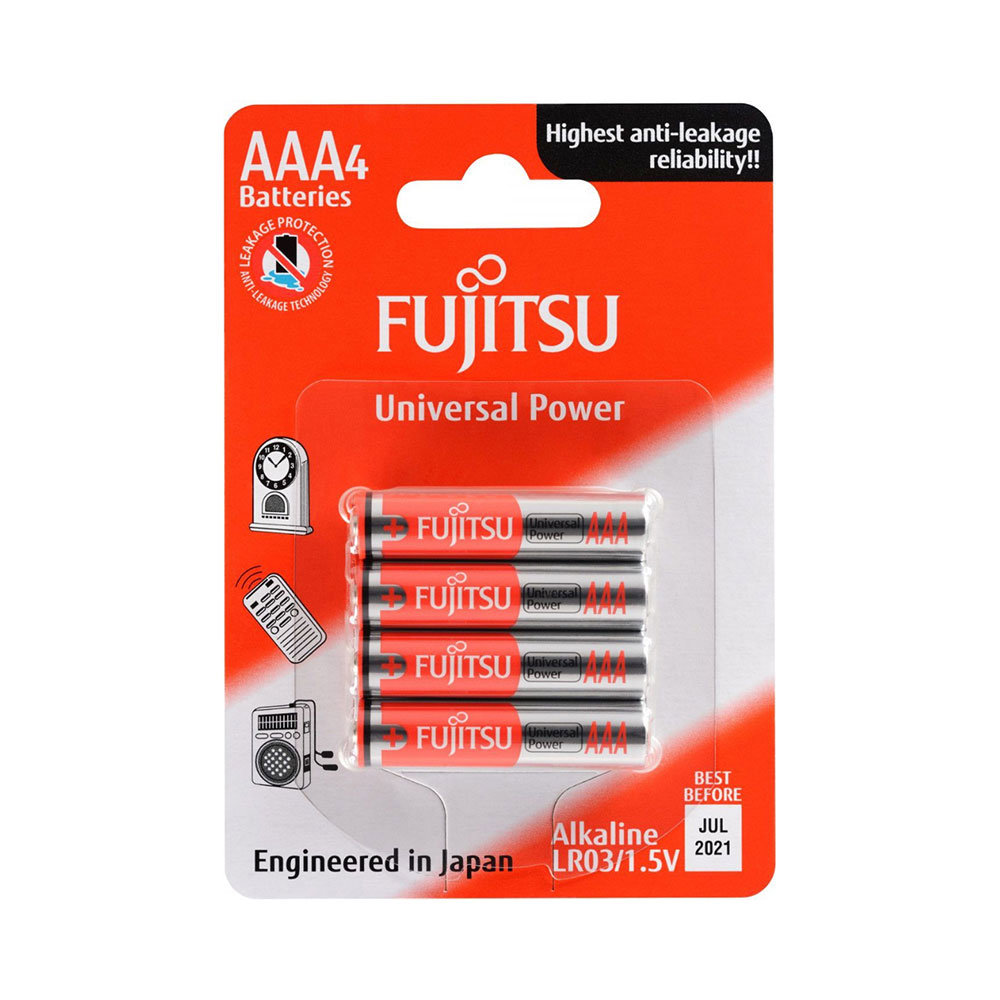 AAA4
Batteries
LEAKAGE PROTECTION
ANTI-LEAKAGE TECHNOLOGY
Highest anti-leakage
reliability!!
FUJITSU
Universal Power
+ FUJITSU Universal Power AAA
+ FUJITSU Universal Power AAA
+ FUJITSU Universal Power AAA
+ FUJITSU Universal Power AAA
Engineered in Japan
Alkaline
LR03/1.5V
BEST
BEFORE
JUL
2021